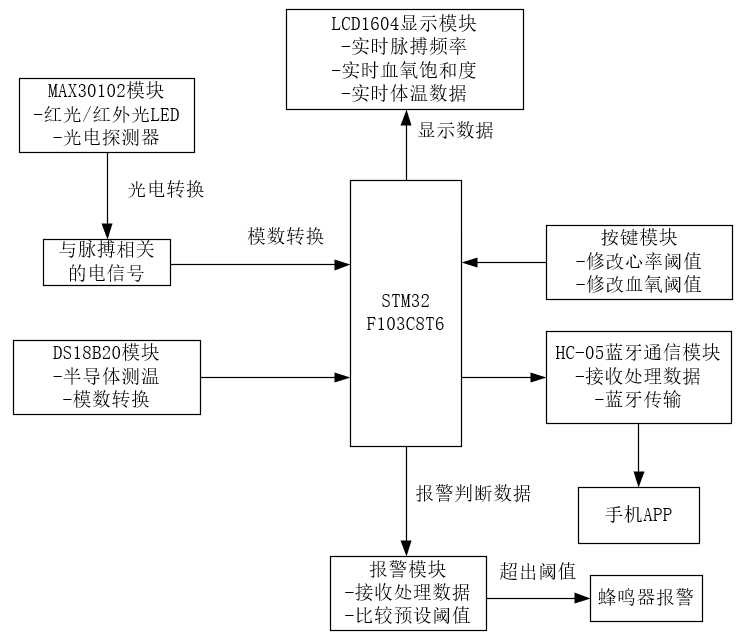 LCD1604显示模块
-实时脉搏频率
-实时血氧饱和度
-实时体温数据
MAX30102模块
-红光/红外光LED
-光电探测器
显示数据
光电转换
与脉搏相关
的电信号
模数转换
STM32
F103C8T6
按键模块
-修改心率阈值
-修改血氧阈值
DS18B20模块
-半导体测温
-模数转换
HC-05蓝牙通信模块
-接收处理数据
-蓝牙传输
报警判断数据
手机APP
报警模块
-接收处理数据
-比较预设阈值
超出阈值
蜂鸣器报警